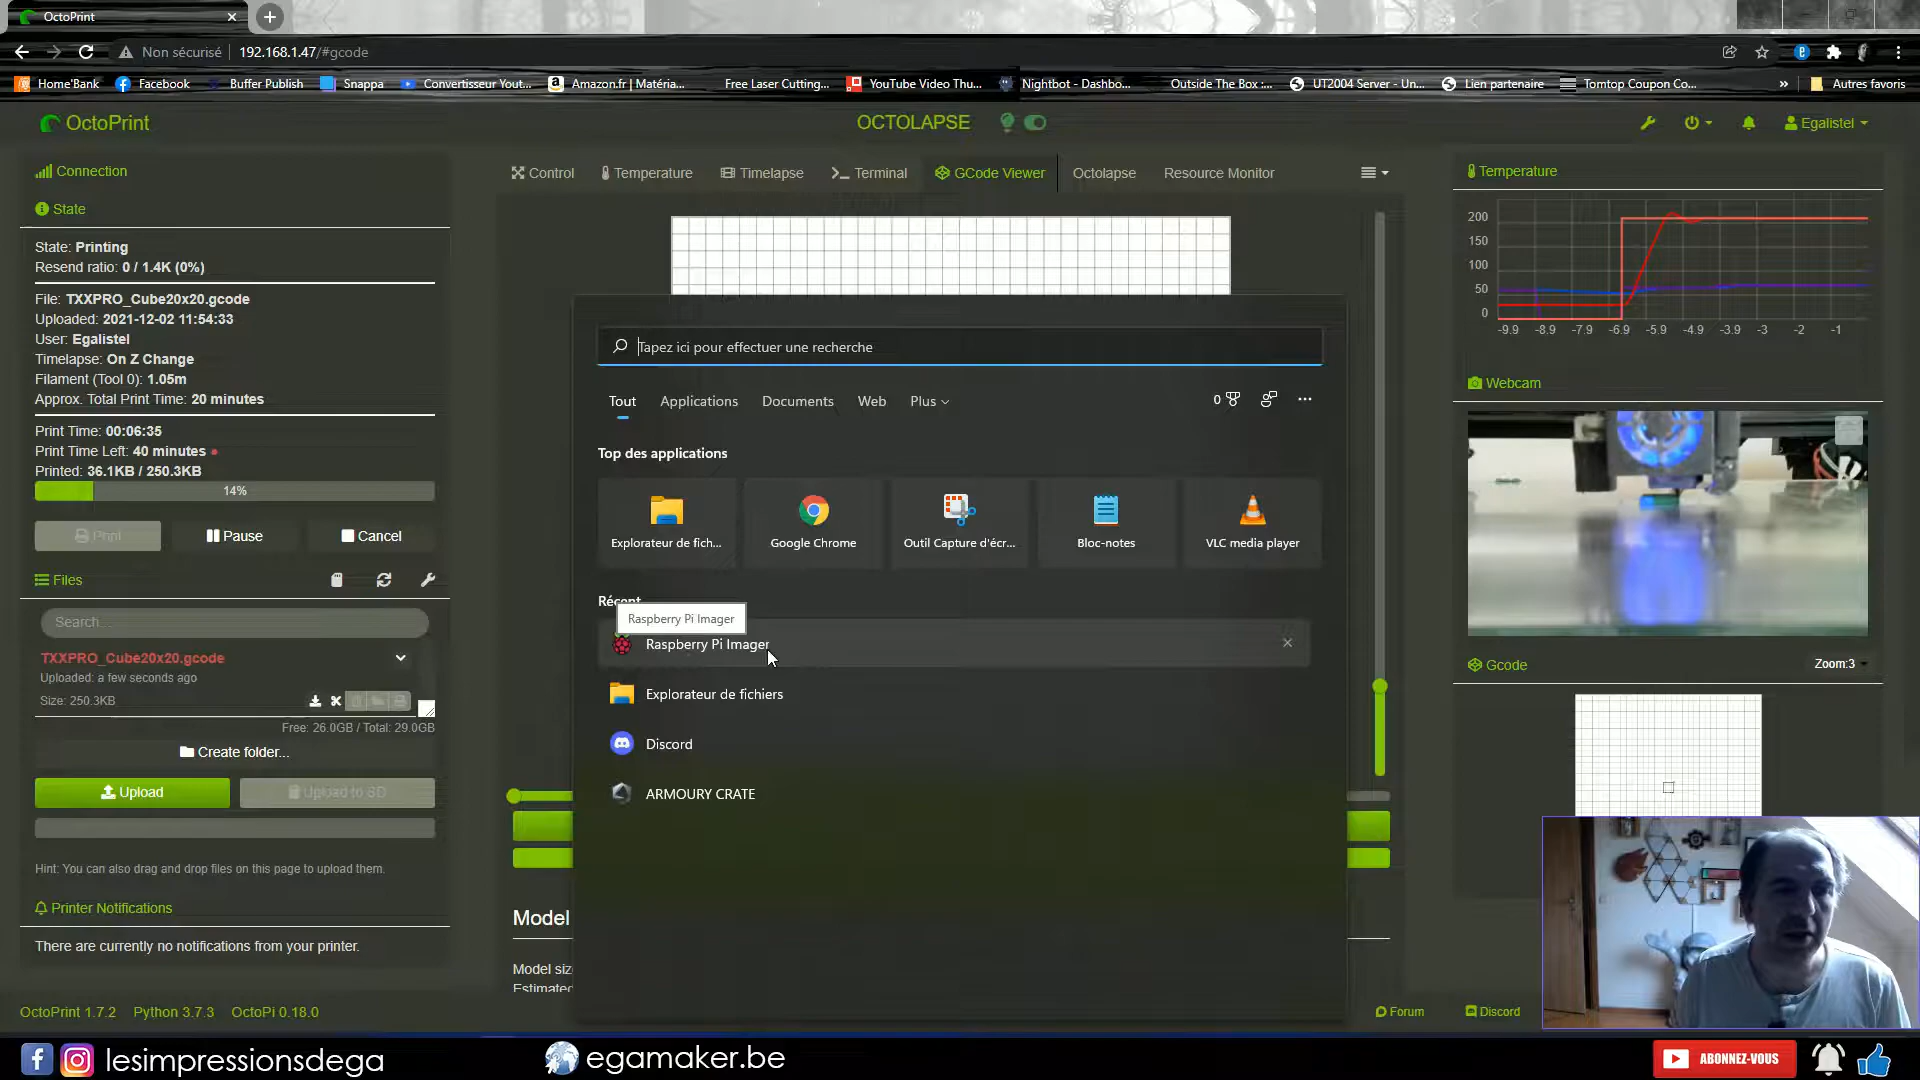 OctoPrint
Non sécurisé
192.168.1.47/#gcode
Home'Bank
Facebook
Buffer Publish
Snappa
Convertisseur Yout...
Amazon.fr | Matéria...
Free Laser Cutting...
YouTube Video Thu...
Nightbot - Dashbo...
Outside The Box :...
UT2004 Server - Un...
Lien partenaire
Tomtop Coupon Co...
»
Autres favoris
OctoPrint
OCTOLAPSE
Egalistel
Connection
State
State: Printing
Resend ratio: 0 / 1.4K (0%)
File: TXXPRO_Cube20x20.gcode
Uploaded: 2021-12-02 11:54:33
User: Egalistel
Timelapse: On Z Change
Filament (Tool 0): 1.05m
Approx. Total Print Time: 20 minutes
Print Time: 00:06:35
Print Time Left: 40 minutes
Printed: 36.1KB / 250.3KB
14%
Print
Pause
Cancel
Files
Search...
TXXPRO_Cube20x20.gcode
Uploaded: a few seconds ago
Size: 250.3KB
Free: 26.0GB / Total: 29.0GB
Create folder...
Upload
Upload to SD
Hint: You can also drag and drop files on this page to upload them.
Printer Notifications
There are currently no notifications from your printer.
OctoPrint 1.7.2
Python 3.7.3
OctoPi 0.18.0
Control
Temperature
Timelapse
Terminal
GCode Viewer
Octolapse
Resource Monitor
Tapez ici pour effectuer une recherche
Tout
Applications
Documents
Web
Plus
0
Top des applications
Explorateur de fich...
Google Chrome
Outil Capture d'écr...
Bloc-notes
VLC media player
Récent
Raspberry Pi Imager
Raspberry Pi Imager
Explorateur de fichiers
Discord
ARMOURY CRATE
Model
Model siz
Estimated
Temperature
200
150
100
50
0
-9.9
-8.9
-7.9
-6.9
-5.9
-4.9
-3.9
-3
-2
-1
Webcam
Gcode
Zoom:3
Forum
Discord
lesimpressionsdega
egamaker.be
ABONNEZ-VOUS